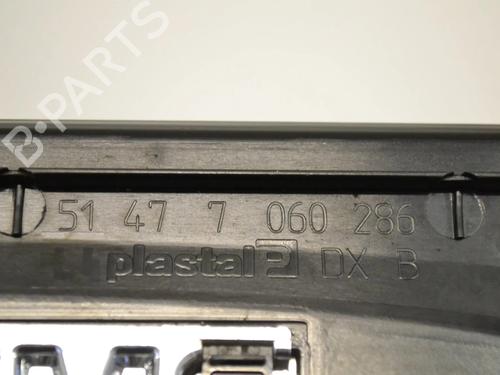 B-PARTS
51 47 7 060 286
plastal P DX B